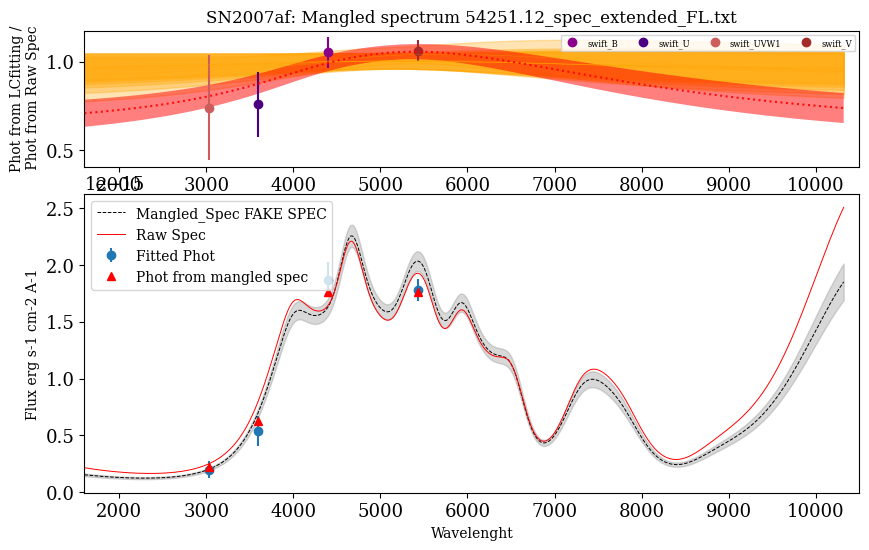 SN2007af: Mangled spectrum 54251.12_spec_extended_FL.txt
Phot from LCfitting /
Phot from Raw Spec
1.0
0.5
swift_B
swift_U
swift_UVW1
swift_V
2000 3000 4000 5000 6000 7000 8000 9000 10000
1e−15
Flux erg s-1 cm-2 A-1
2.5
2.0
1.5
1.0
0.5
0.0
Mangled_Spec FAKE SPEC
Raw Spec
Fitted Phot
Phot from mangled spec
2000 3000 4000 5000 6000 7000 8000 9000 10000
Wavelenght